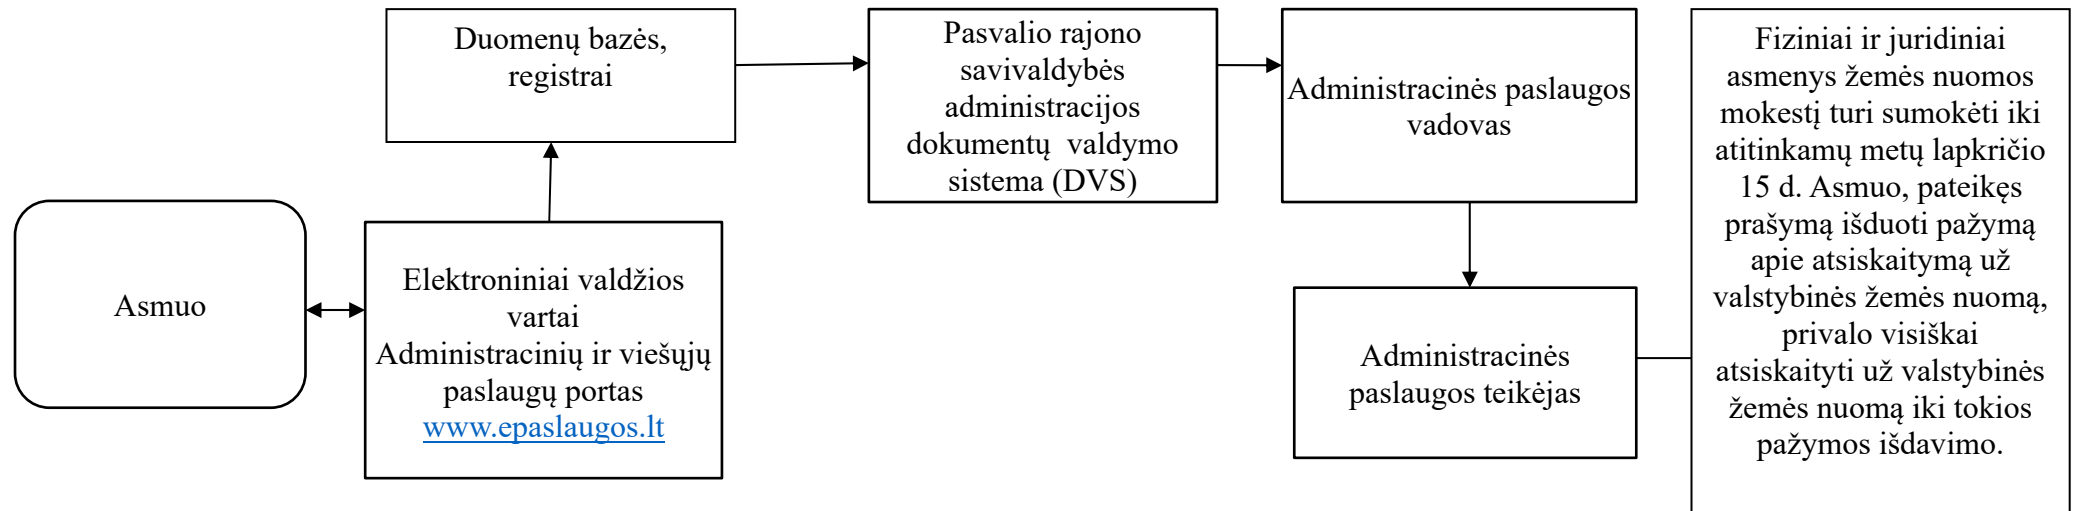 Asmuo
Elektroniniai valdžios
vartai
Administracinių ir viešųjų
paslaugų portas
www.epaslaugos.lt
Duomenų bazės,
registrai
Pasvalio rajono
savivaldybės
administracijos
dokumentų valdymo
sistema (DVS)
Administracinės paslaugos
vadovas
Administracinės
paslaugos teikėjas
Fiziniai ir juridiniai
asmenys žemės nuomos
mokestį turi sumokėti iki
atitinkamų metų lapkričio
15 d. Asmuo, pateikęs
prašymą išduoti pažymą
apie atsiskaitymą už
valstybinės žemės nuomą,
privalo visiškai
atsiskaityti už valstybinės
žemės nuomą iki tokios
pažymos išdavimo.